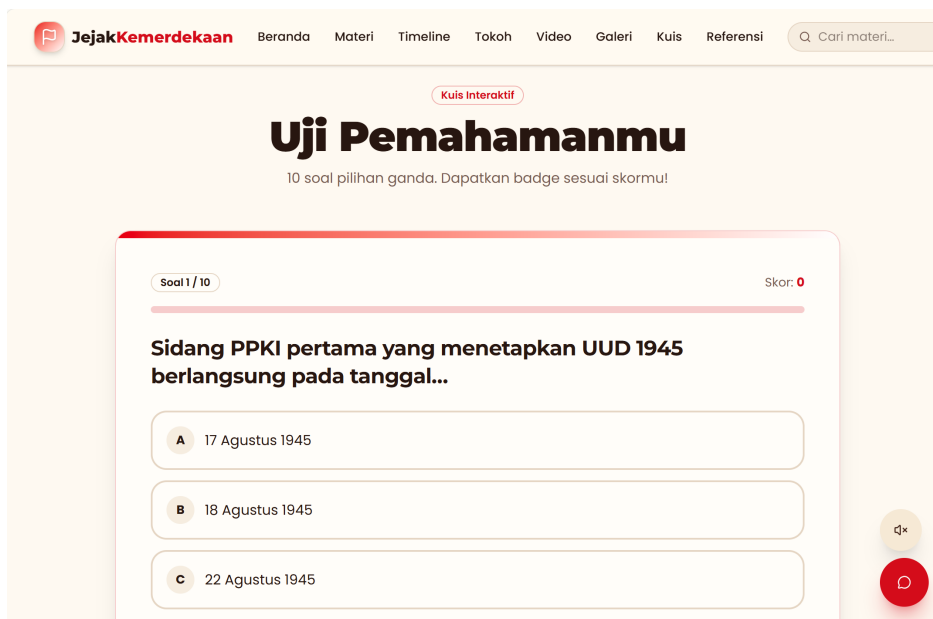 JejakKemerdekaan Beranda Materi Timeline Tokoh Video Galeri Kuis Referensi Cari materi...
Kuis Interaktif
Uji Pemahamanmu
10 soal pilihan ganda. Dapatkan badge sesuai skormu!
Soal 1 / 10 Skor: 0
Sidang PPKI pertama yang menetapkan UUD 1945
berlangsung pada tanggal...
A 17 Agustus 1945
B 18 Agustus 1945
C 22 Agustus 1945